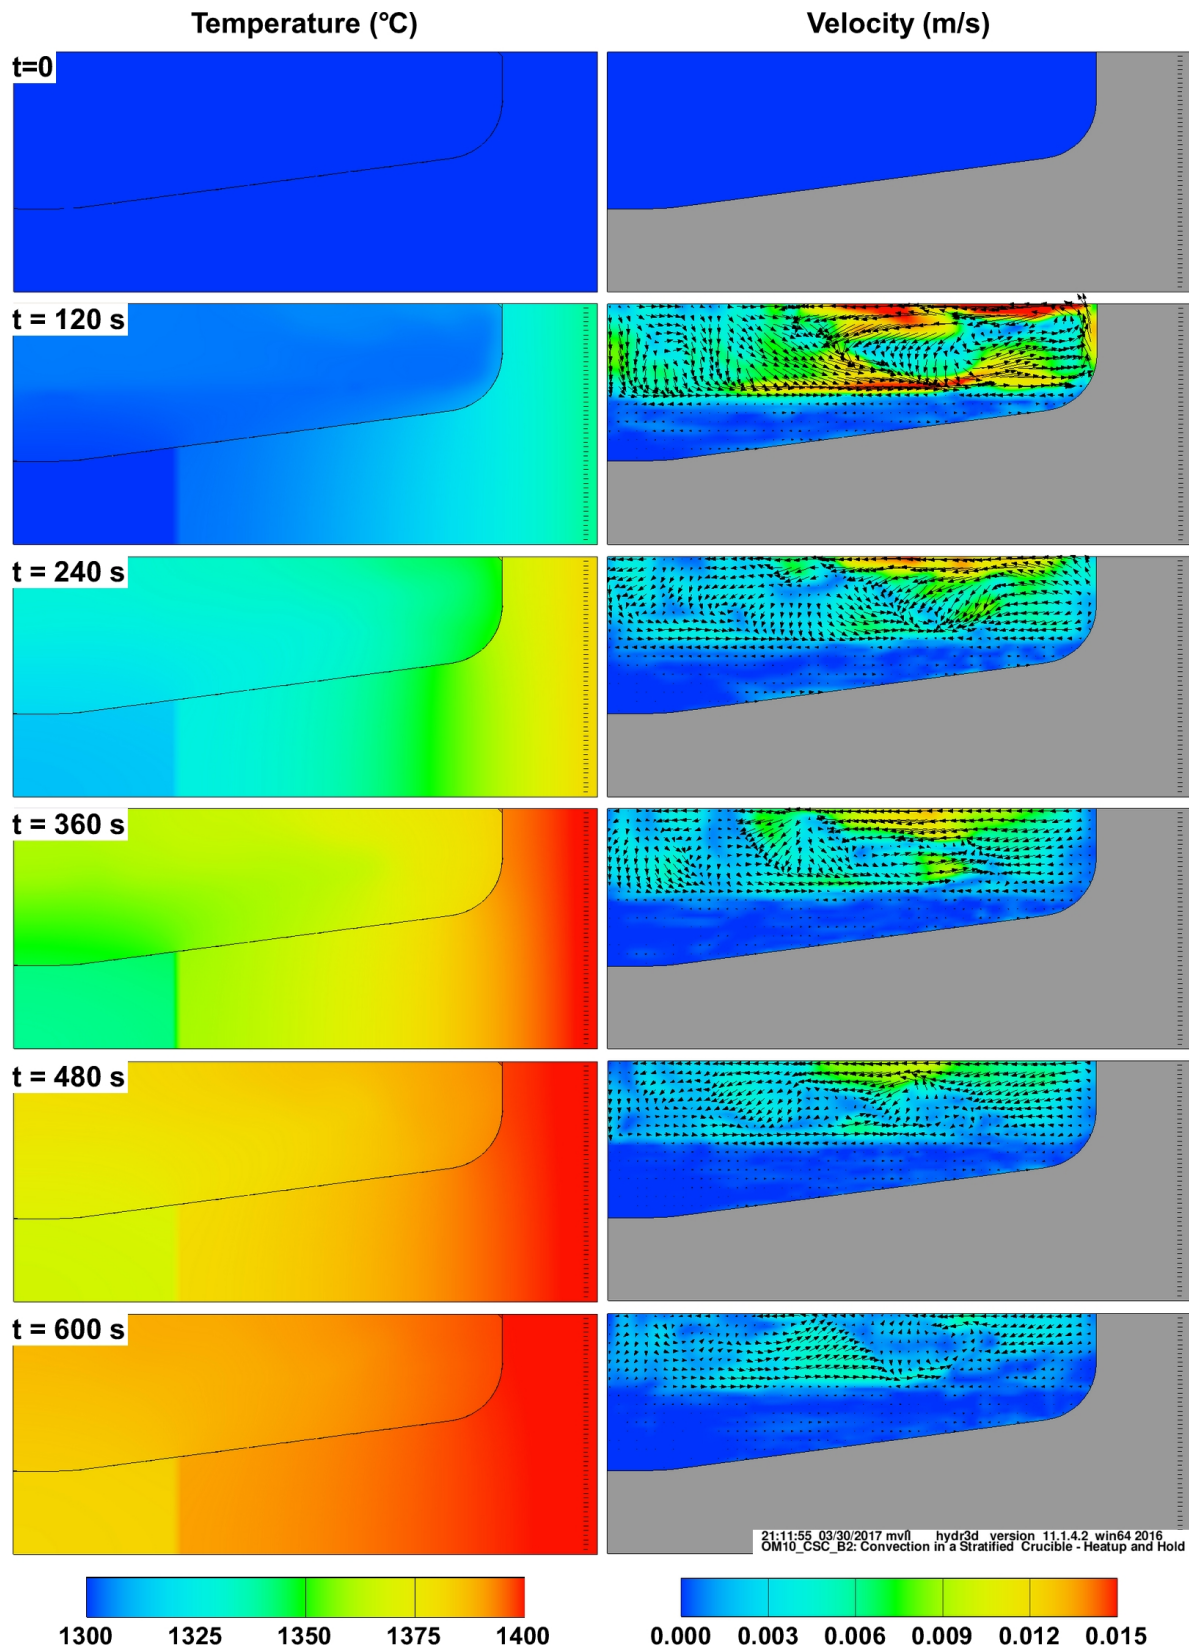 Temperature (°C) Velocity (m/s)
t=0
t = 120 s
t = 240 s
t = 360 s
t = 480 s
t = 600 s
21:11:55 03/30/2017 mvfl hydr3d version 11.1.4.2 win64 2016
OM10_CSC_B2: Convection in a Stratified Crucible - Heatup and Hold
1300 1325 1350 1375 1400 0.000 0.003 0.006 0.009 0.012 0.015